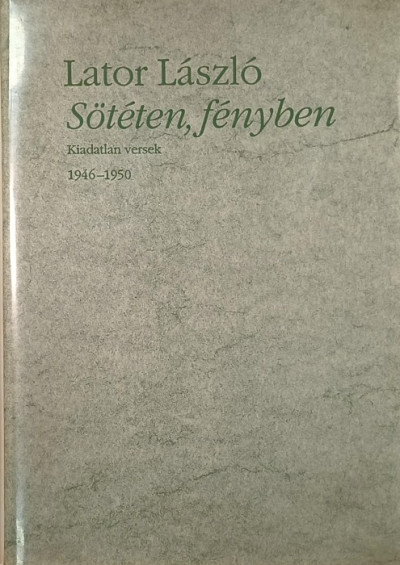 Lator László
Sötéten, fényben
Kiadatlan versek
1946–1950